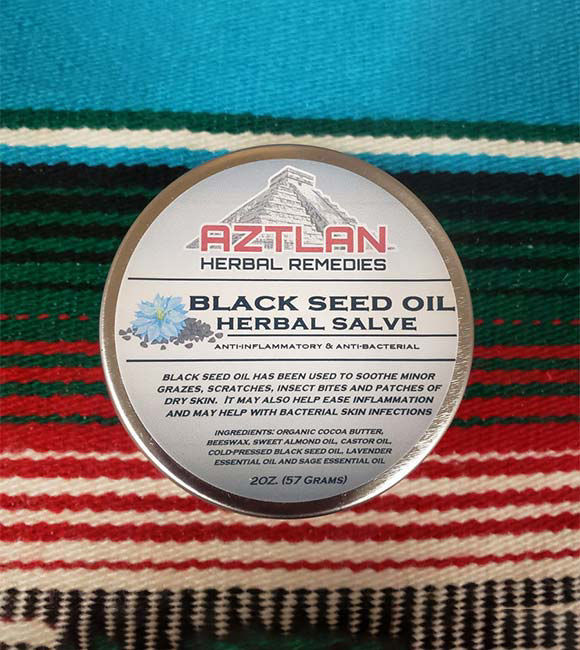 AZTLAN
HERBAL REMEDIES
BLACK SEED OIL
HERBAL SALVE
ANTI-INFLAMMATORY & ANTI-BACTERIAL
BLACK SEED OIL HAS BEEN USED TO SOOTHE MINOR
GRAZES, SCRATCHES, INSECT BITES AND PATCHES OF
DRY SKIN. IT MAY ALSO HELP EASE INFLAMMATION
AND MAY HELP WITH BACTERIAL SKIN INFECTIONS
INGREDIENTS: ORGANIC COCOA BUTTER,
BEESWAX, SWEET ALMOND OIL, CASTOR OIL,
COLD-PRESSED BLACK SEED OIL, LAVENDER
ESSENTIAL OIL AND SAGE ESSENTIAL OIL
2OZ. (57 GRAMS)